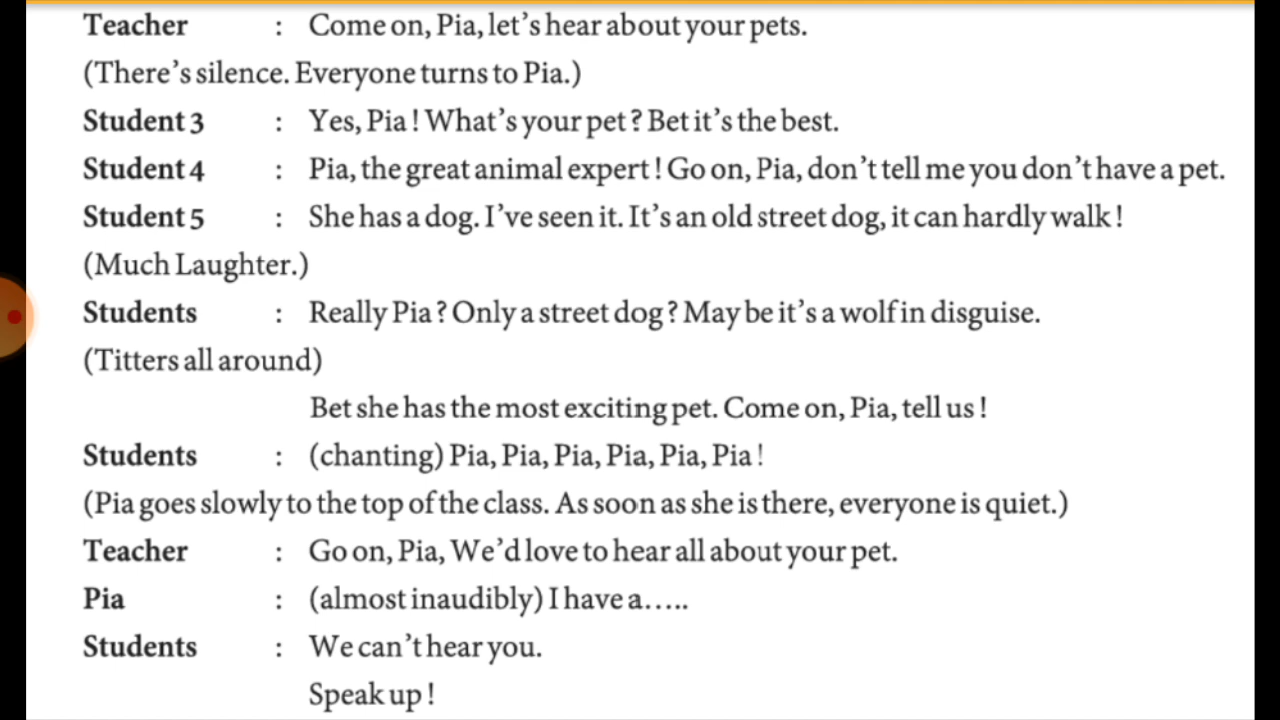 Teacher : Come on, Pia, let's hear about your pets.
(There's silence. Everyone turns to Pia.)
Student 3 : Yes, Pia ! What's your pet ? Bet it's the best.
Student 4 : Pia, the great animal expert ! Go on, Pia, don't tell me you don't have a pet.
Student 5 : She has a dog. I've seen it. It's an old street dog, it can hardly walk !
(Much Laughter.)
Students : Really Pia ? Only a street dog ? May be it's a wolf in disguise.
(Titters all around)
Bet she has the most exciting pet. Come on, Pia, tell us !
Students : (chanting) Pia, Pia, Pia, Pia, Pia, Pia !
(Pia goes slowly to the top of the class. As soon as she is there, everyone is quiet.)
Teacher : Go on, Pia, We'd love to hear all about your pet.
Pia : (almost inaudibly) I have a.....
Students : We can't hear you.
Speak up !